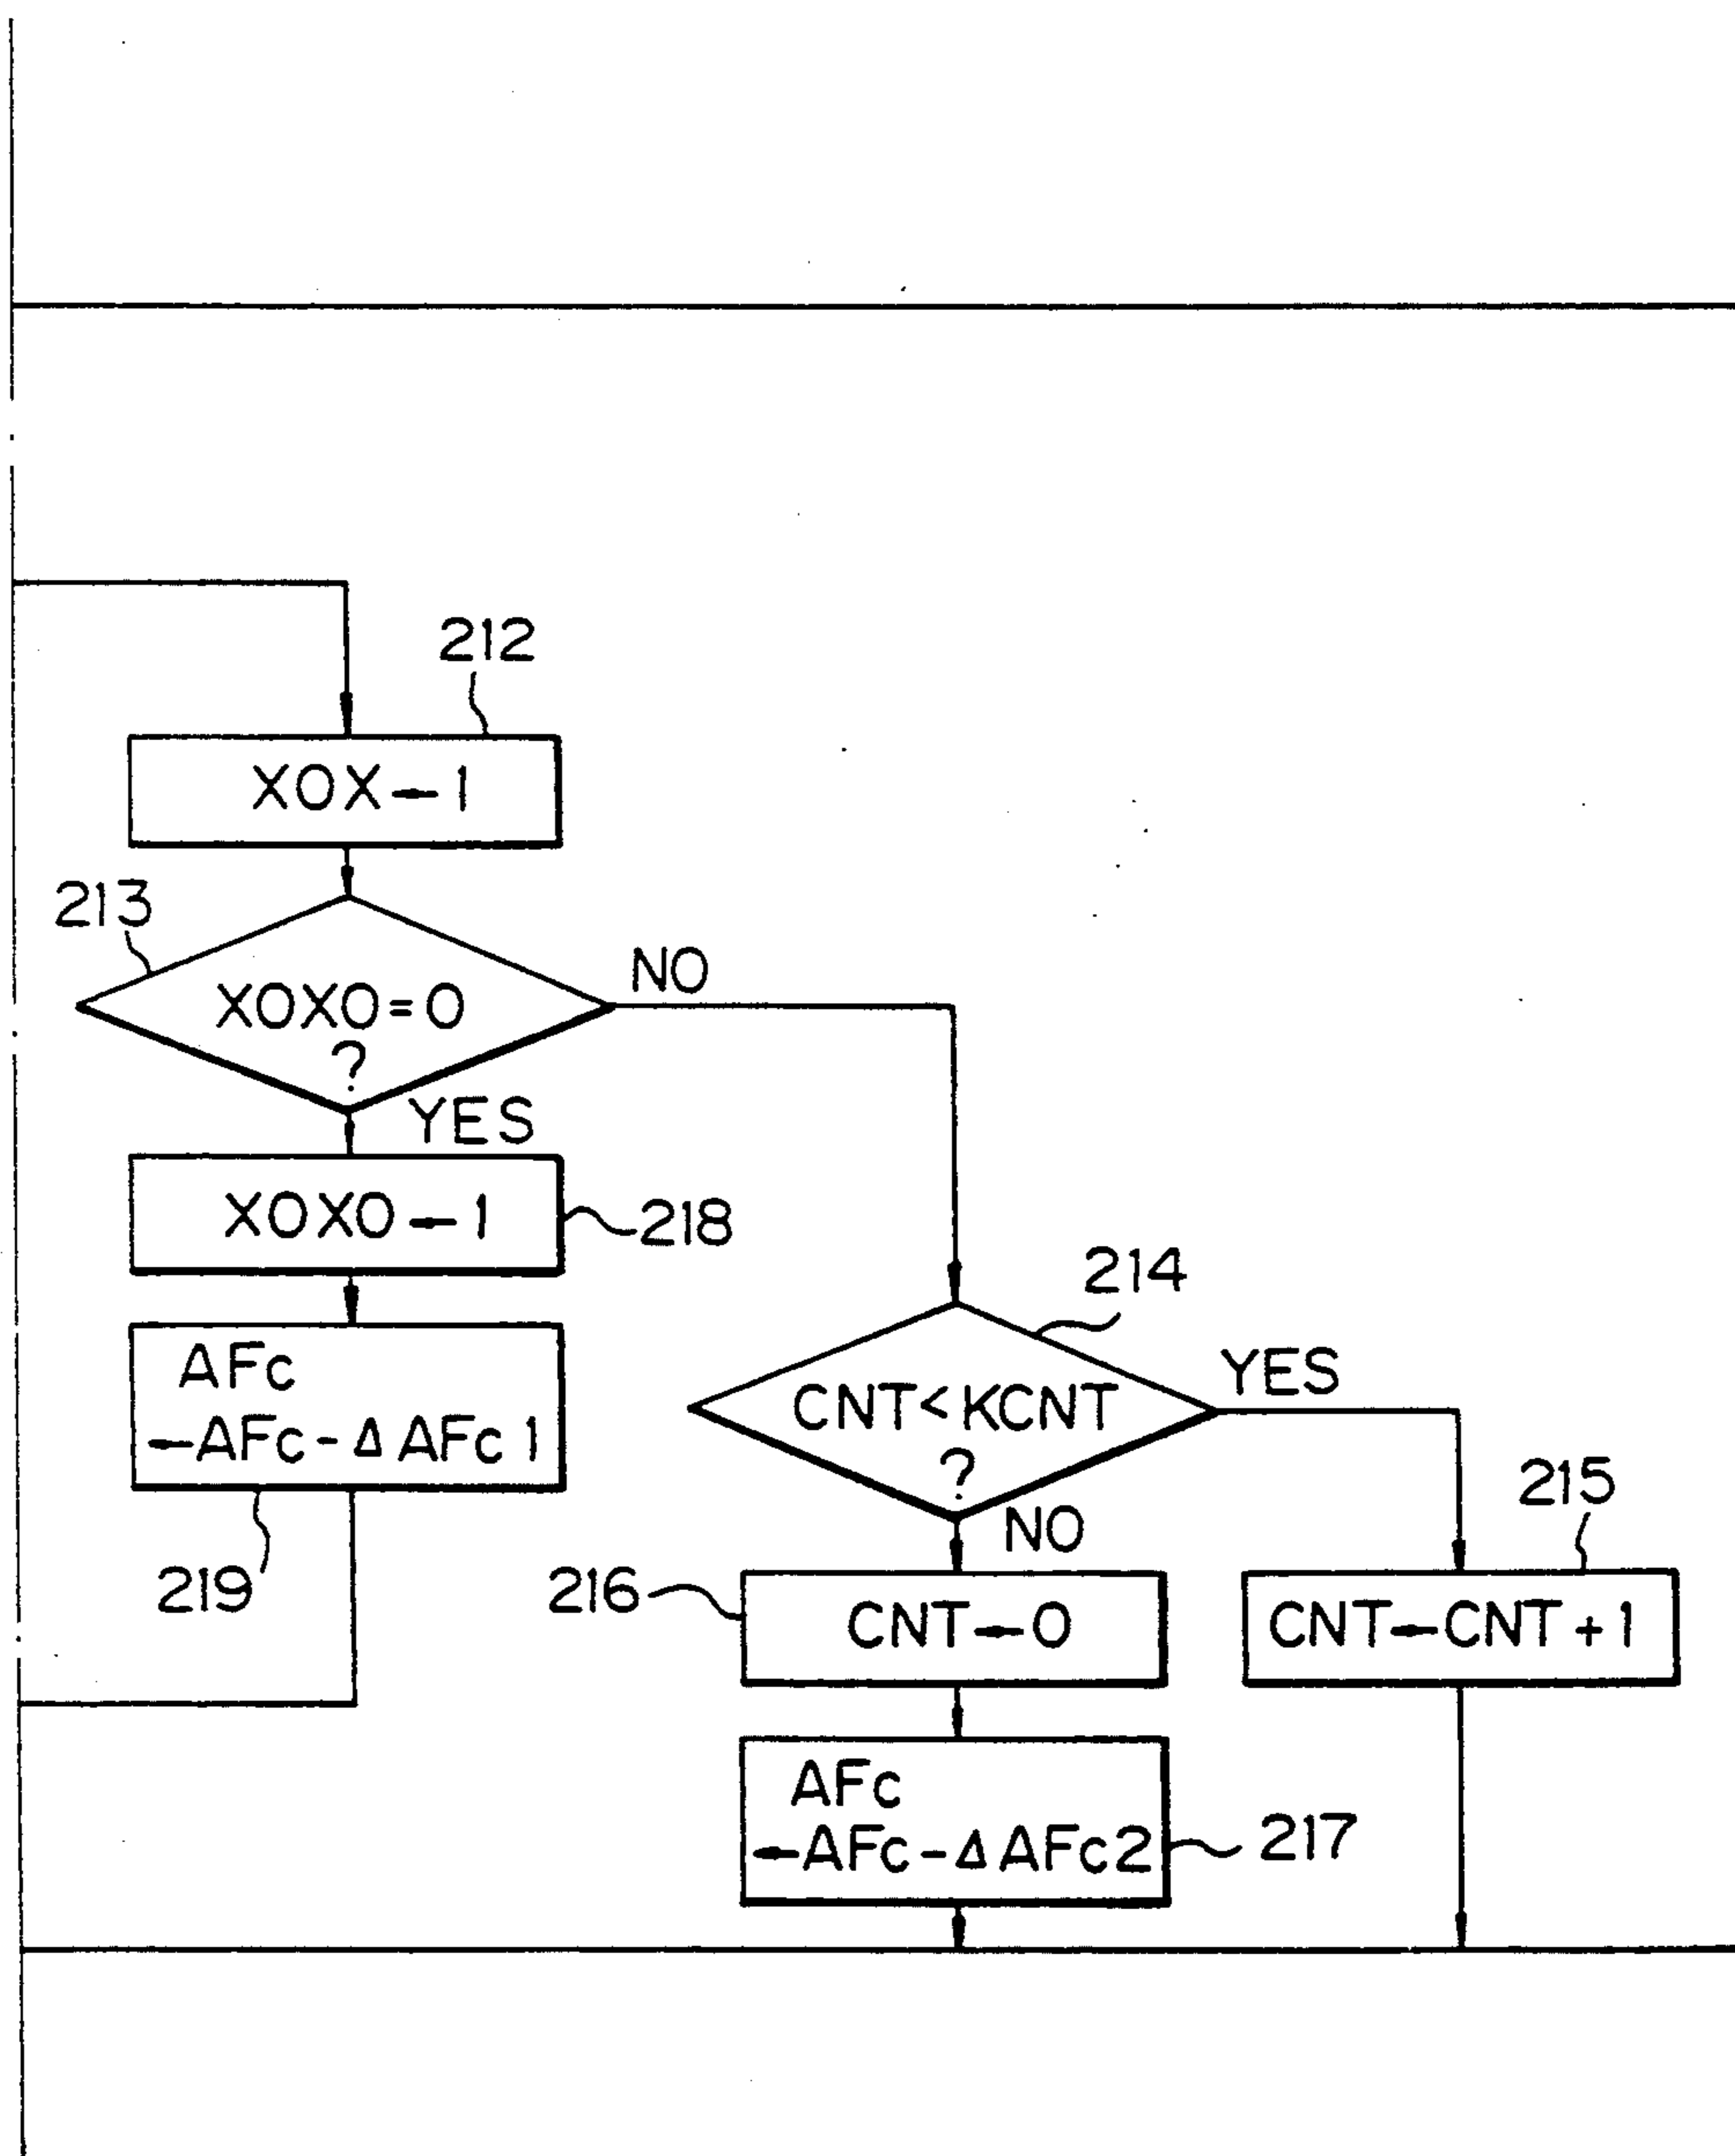 212
XOX←1
213
XOXO=0
?
NO
YES
XOXO←1
218
AFc
←AFc-ΔAFc1
219
214
CNT<KCNT
?
YES
NO
215
CNT←CNT+1
216
CNT←0
AFc
←AFc-ΔAFc2
217